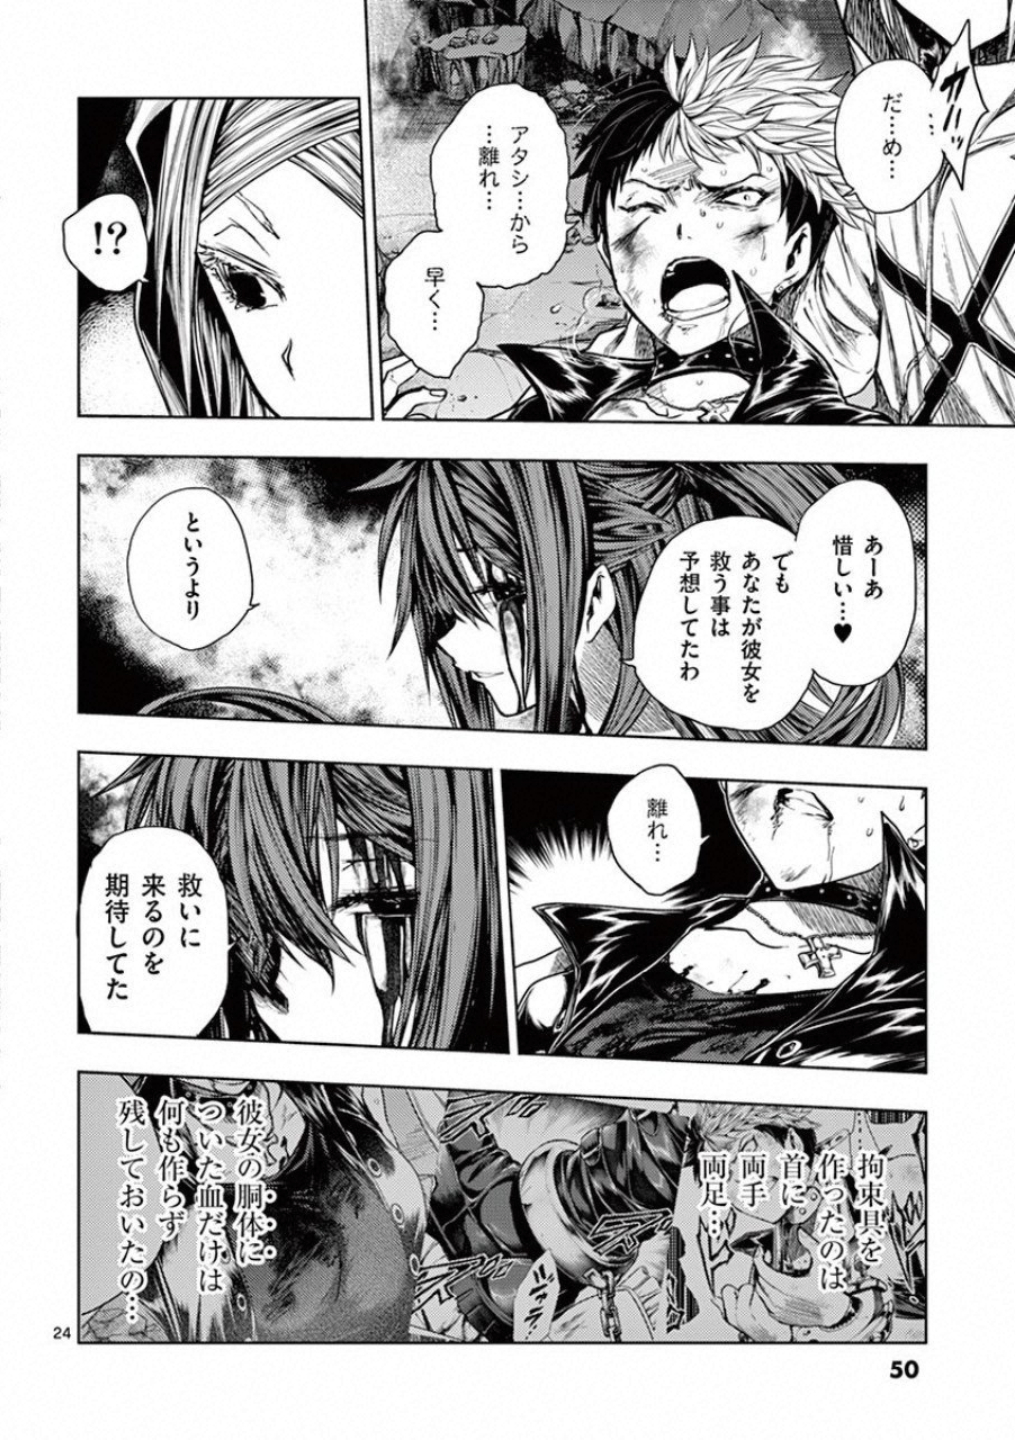 だ…め…
ガハッ
アタシ…から
…離れ…
早く…
!?
あーあ
惜しい…♥
でも
あなたが彼女を
救う事は
予想してたわ
というより
離れ…
救いに
来るのを
期待してた
拘束具を
作ったのは
首に
両手
両足…
彼女の胴体に
ついた血だけは
何も作らず
残しておいたの…
24
50